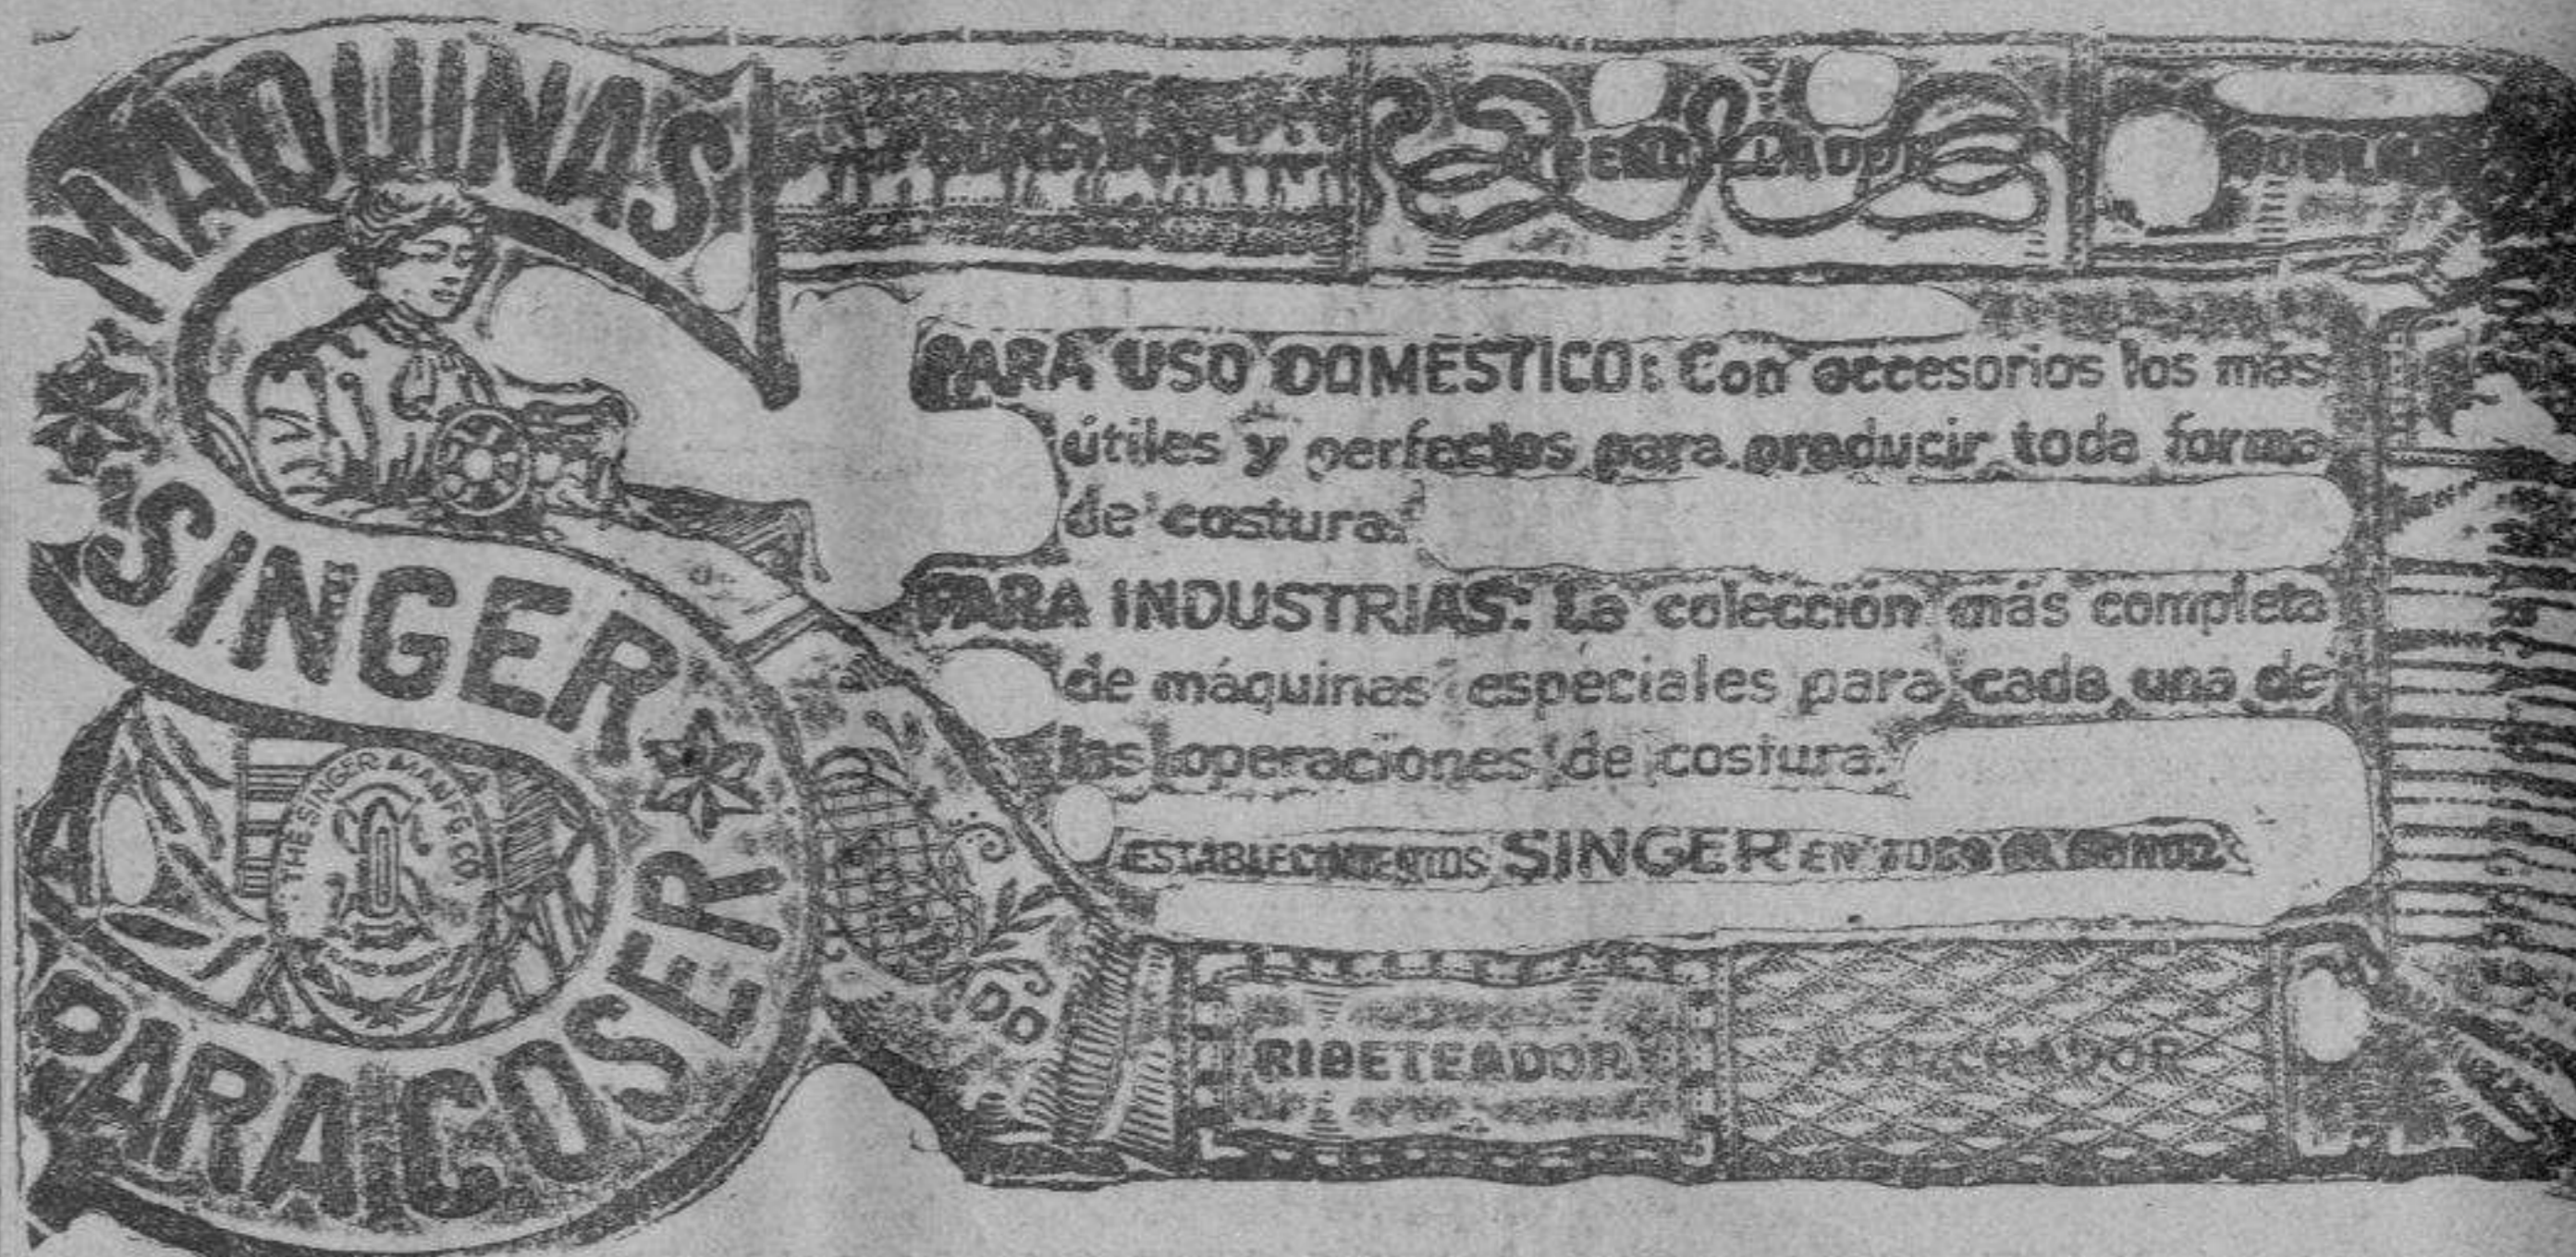 MAQUINAS
SINGER
PARA COSER
THE SINGER MANFG CO.
PARA USO DOMESTICO: Con accesorios los más
útiles y perfectos para producir toda forma
de costura.
PARA INDUSTRIAS: La colección más completa
de máquinas especiales para cada una de
las operaciones de costura.
ESTABLECIMIENTOS SINGER EN TODO EL MUNDO
RIBETEADOR
ACOLCHADOR